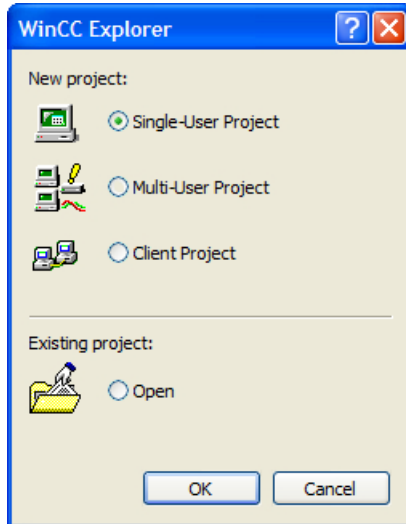 WinCC Explorer
New project:
Single-User Project
Multi-User Project
Client Project
Existing project:
Open
OK Cancel